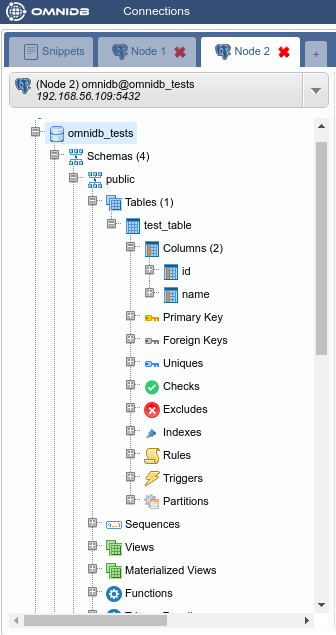 OMNIDB Connections
Snippets Node 1 Node 2 +
(Node 2) omnidb@omnidb_tests
192.168.56.109:5432
omnidb_tests
Schemas (4)
public
Tables (1)
test_table
Columns (2)
id
name
Primary Key
Foreign Keys
Uniques
Checks
Excludes
Indexes
Rules
Triggers
Partitions
Sequences
Views
Materialized Views
Functions